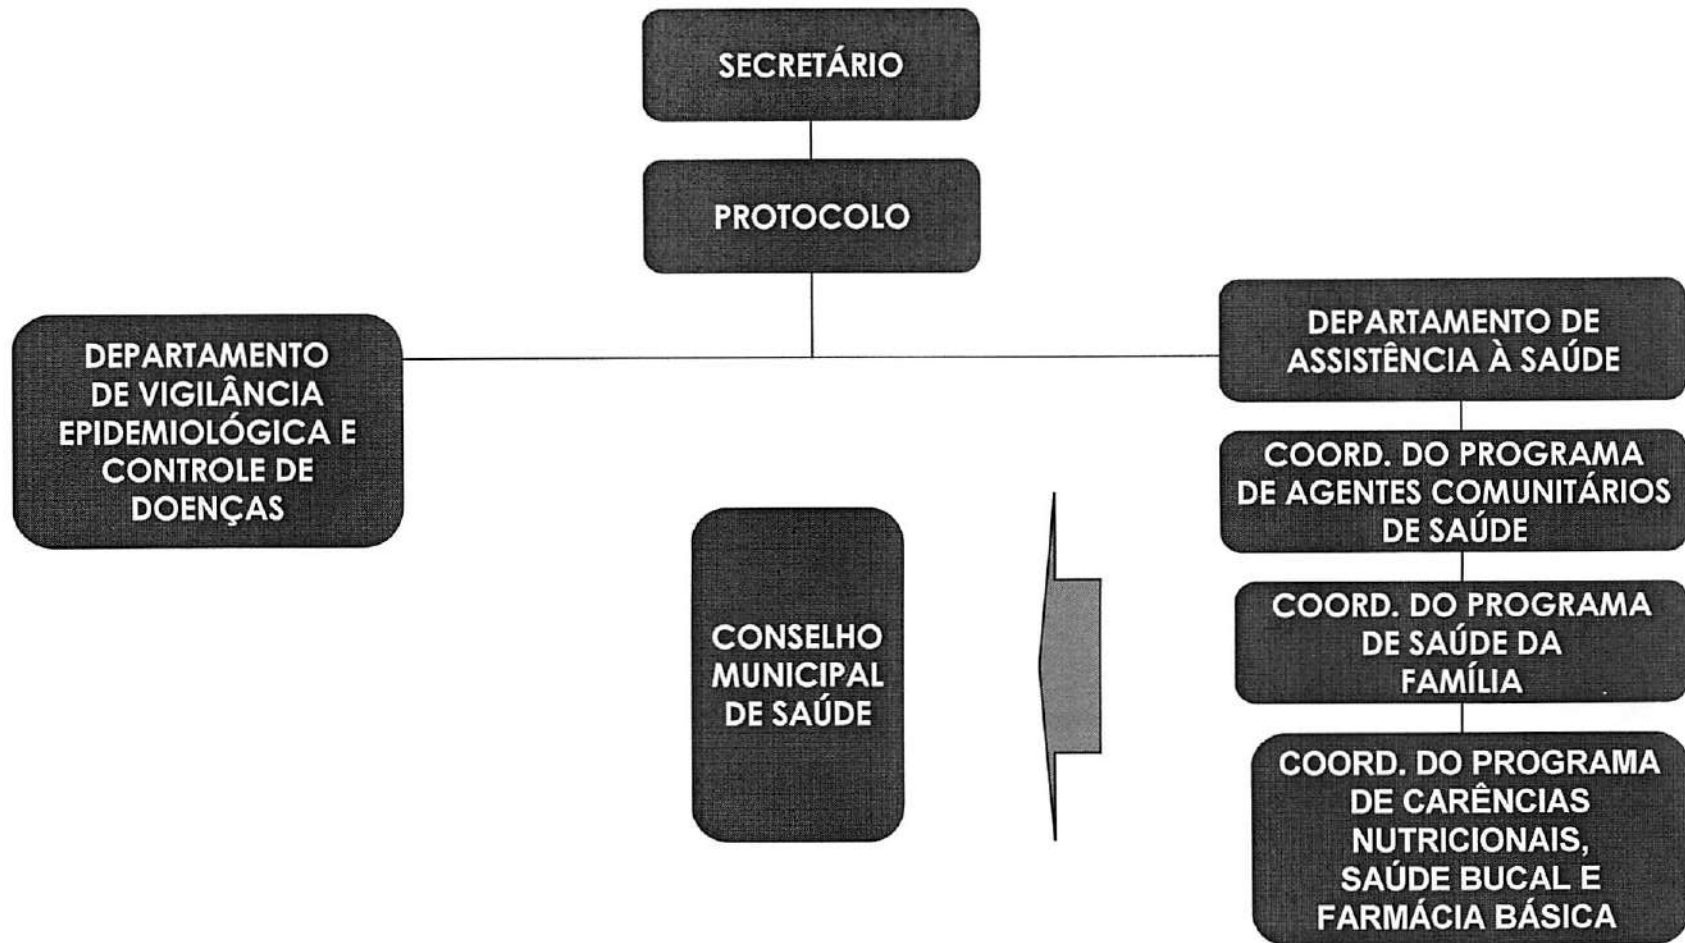 SECRETÁRIO
PROTOCOLO
DEPARTAMENTO
DE VIGILÂNCIA
EPIDEMIOLÓGICA E
CONTROLE DE
DOENÇAS
DEPARTAMENTO DE
ASSISTÊNCIA À SAÚDE
COORD. DO PROGRAMA
DE AGENTES COMUNITÁRIOS
DE SAÚDE
CONSELHO
MUNICIPAL
DE SAÚDE
COORD. DO PROGRAMA
DE SAÚDE DA
FAMÍLIA
COORD. DO PROGRAMA
DE CARÊNCIAS
NUTRICIONAIS,
SAÚDE BUCAL E
FARMÁCIA BÁSICA